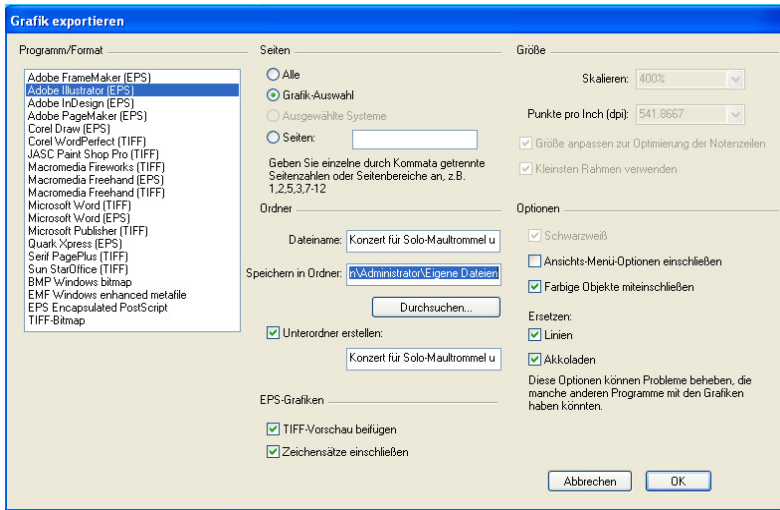 Grafik exportieren
Programm/Format
Adobe FrameMaker (EPS)
Adobe Illustrator (EPS)
Adobe InDesign (EPS)
Adobe PageMaker (EPS)
Corel Draw (EPS)
Corel WordPerfect (TIFF)
JASC Paint Shop Pro (TIFF)
Macromedia Fireworks (TIFF)
Macromedia Freehand (EPS)
Macromedia Freehand (TIFF)
Microsoft Word (TIFF)
Microsoft Word (EPS)
Microsoft Publisher (TIFF)
Quark Xpress (EPS)
Serif PagePlus (TIFF)
Sun StarOffice (TIFF)
BMP Windows bitmap
EMF Windows enhanced metafile
EPS Encapsulated PostScript
TIFF-Bitmap
Seiten
Alle
Grafik-Auswahl
Ausgewählte Systeme
Seiten:
Geben Sie einzelne durch Kommata getrennte
Seitenzahlen oder Seitenbereiche an, z.B.
1,2,5,3,7-12
Ordner
Dateiname: Konzert für Solo-Maultrommel u
Speichern in Ordner: n\Administrator\Eigene Dateien
Durchsuchen...
Unterordner erstellen:
Konzert für Solo-Maultrommel u
EPS-Grafiken
TIFF-Vorschau beifügen
Zeichensätze einschließen
Größe
Skalieren: 400%
Punkte pro Inch (dpi): 541.8667
Größe anpassen zur Optimierung der Notenzeilen
Kleinsten Rahmen verwenden
Optionen
Schwarzweiß
Ansichts-Menü-Optionen einschließen
Farbige Objekte miteinschließen
Ersetzen:
Linien
Akkoladen
Diese Optionen können Probleme beheben, die
manche anderen Programme mit den Grafiken
haben könnten.
Abbrechen
OK